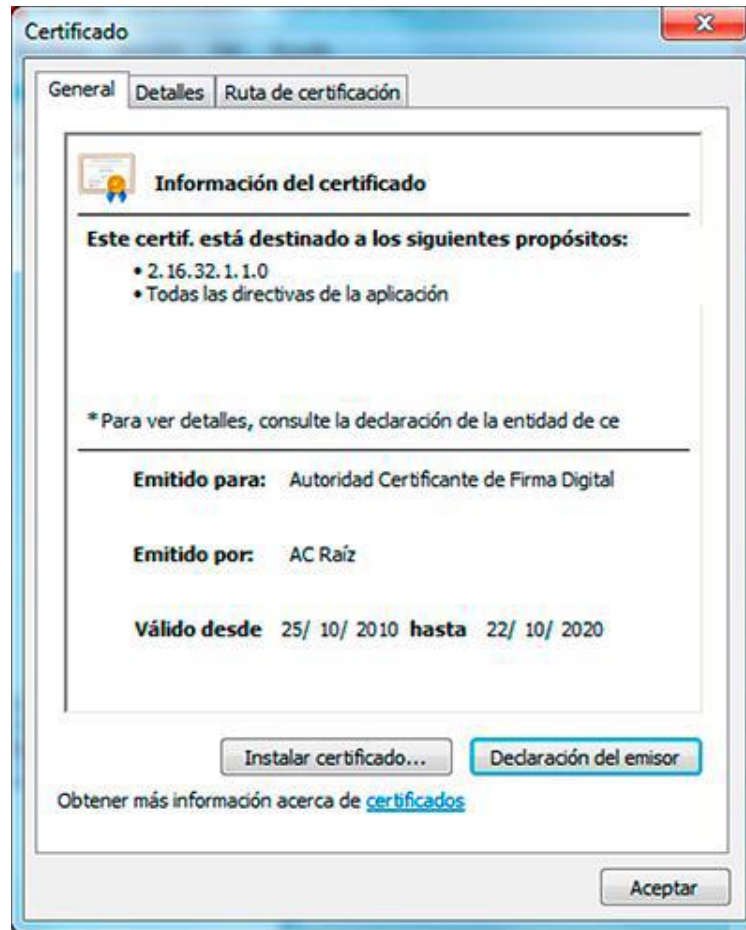 Certificado
General Detalles Ruta de certificación
Información del certificado
Este certif. está destinado a los siguientes propósitos:
• 2.16.32.1.1.0
• Todas las directivas de la aplicación
* Para ver detalles, consulte la declaración de la entidad de ce
Emitido para: Autoridad Certificante de Firma Digital
Emitido por: AC Raíz
Válido desde 25/ 10/ 2010 hasta 22/ 10/ 2020
Instalar certificado... Declaración del emisor
Obtener más información acerca de certificados
Aceptar